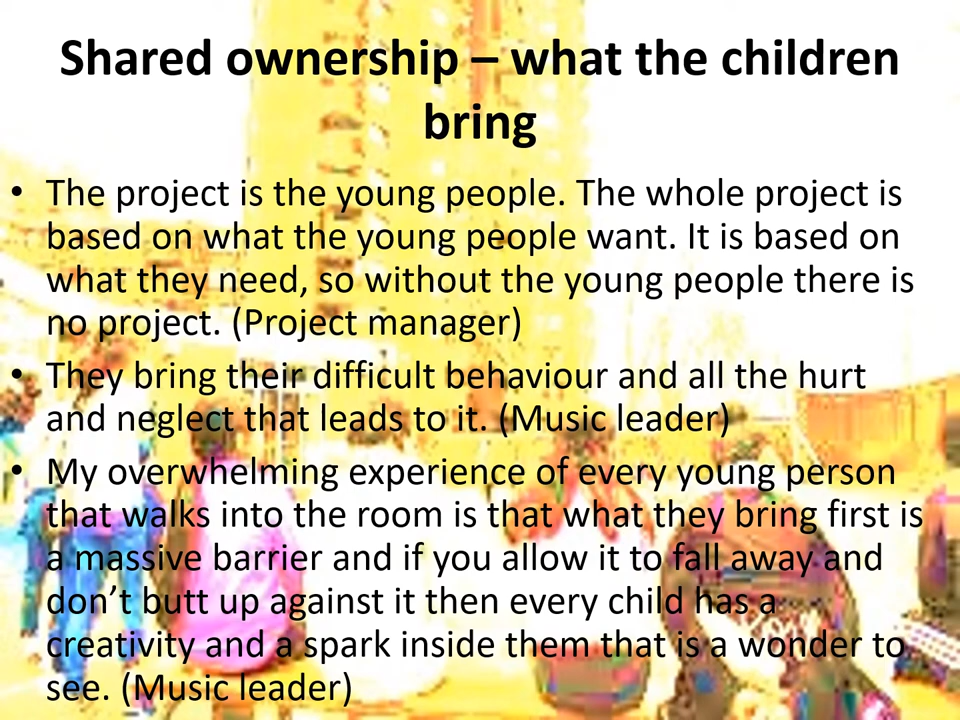 Shared ownership – what the children
bring
• The project is the young people. The whole project is
based on what the young people want. It is based on
what they need, so without the young people there is
no project. (Project manager)
• They bring their difficult behaviour and all the hurt
and neglect that leads to it. (Music leader)
• My overwhelming experience of every young person
that walks into the room is that what they bring first is
a massive barrier and if you allow it to fall away and
don’t butt up against it then every child has a
creativity and a spark inside them that is a wonder to
see. (Music leader)